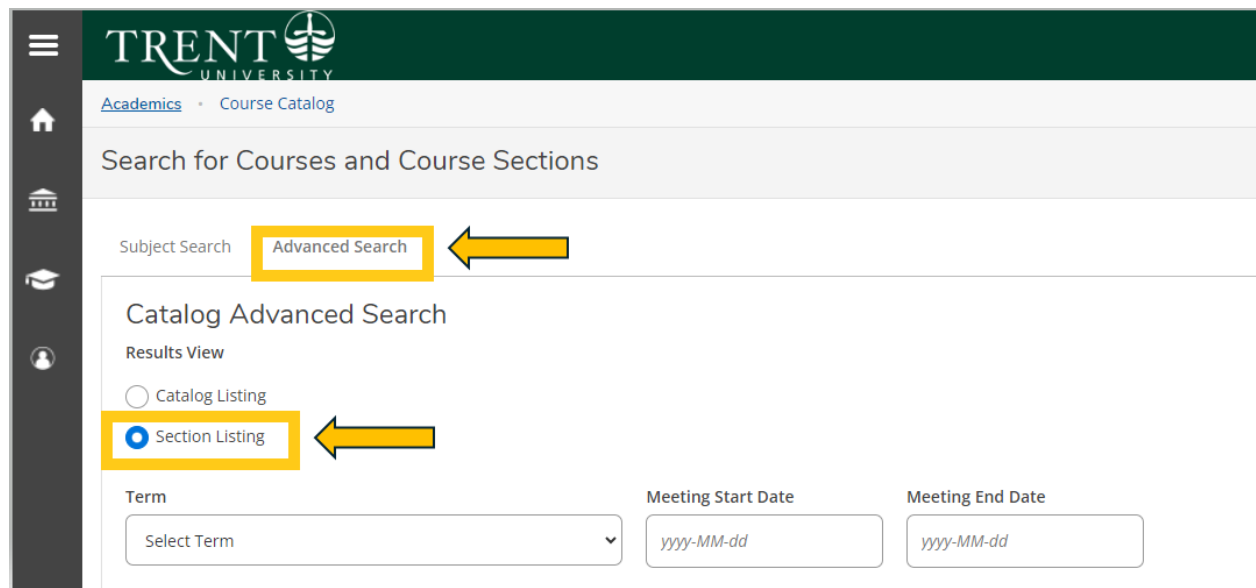 TRENT
UNIVERSITY
Academics • Course Catalog
Search for Courses and Course Sections
Subject Search Advanced Search
Catalog Advanced Search
Results View
Catalog Listing
Section Listing
Term Meeting Start Date Meeting End Date
Select Term yyyy-MM-dd yyyy-MM-dd